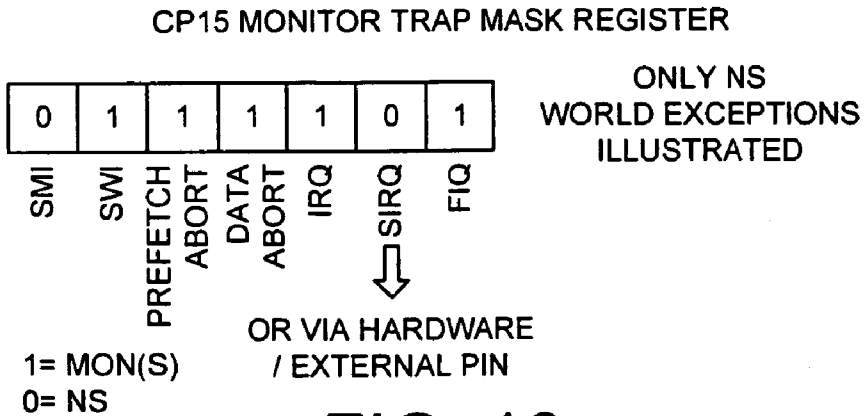 CP15 MONITOR TRAP MASK REGISTER
0 1 1 1 1 0 1
ONLY NS
WORLD EXCEPTIONS
ILLUSTRATED
SMI
SWI
PREFETCH
ABORT
DATA
ABORT
IRQ
SIRQ
FIQ
OR VIA HARDWARE
/ EXTERNAL PIN
1= MON(S)
0= NS